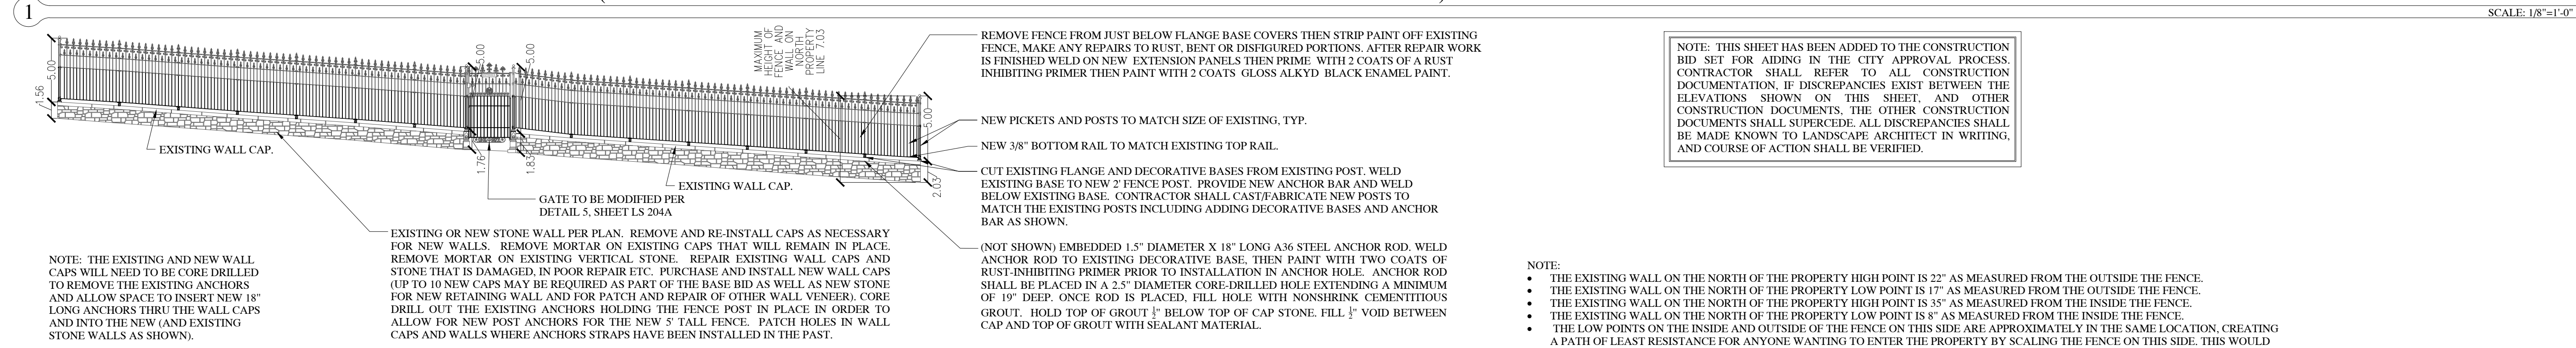 1
SCALE: 1/8"=1'-0"
5.00
1.56
5.00
5.00
MAXIMUM
HEIGHT OF
FENCE AND
WALL ON
NORTH
PROPERTY
LINE 7.03
5.00
1.76
1.83
2.03
EXISTING WALL CAP.
EXISTING WALL CAP.
GATE TO BE MODIFIED PER
DETAIL 5, SHEET LS 204A
REMOVE FENCE FROM JUST BELOW FLANGE BASE COVERS THEN STRIP PAINT OFF EXISTING
FENCE, MAKE ANY REPAIRS TO RUST, BENT OR DISFIGURED PORTIONS. AFTER REPAIR WORK
IS FINISHED WELD ON NEW EXTENSION PANELS THEN PRIME WITH 2 COATS OF A RUST
INHIBITING PRIMER THEN PAINT WITH 2 COATS GLOSS ALKYD BLACK ENAMEL PAINT.
NEW PICKETS AND POSTS TO MATCH SIZE OF EXISTING, TYP.
NEW 3/8" BOTTOM RAIL TO MATCH EXISTING TOP RAIL.
CUT EXISTING FLANGE AND DECORATIVE BASES FROM EXISTING POST. WELD
EXISTING BASE TO NEW 2' FENCE POST. PROVIDE NEW ANCHOR BAR AND WELD
BELOW EXISTING BASE. CONTRACTOR SHALL CAST/FABRICATE NEW POSTS TO
MATCH THE EXISTING POSTS INCLUDING ADDING DECORATIVE BASES AND ANCHOR
BAR AS SHOWN.
(NOT SHOWN) EMBEDDED 1.5" DIAMETER X 18" LONG A36 STEEL ANCHOR ROD. WELD
ANCHOR ROD TO EXISTING DECORATIVE BASE, THEN PAINT WITH TWO COATS OF
RUST-INHIBITING PRIMER PRIOR TO INSTALLATION IN ANCHOR HOLE. ANCHOR ROD
SHALL BE PLACED IN A 2.5" DIAMETER CORE-DRILLED HOLE EXTENDING A MINIMUM
OF 19" DEEP. ONCE ROD IS PLACED, FILL HOLE WITH NONSHRINK CEMENTITIOUS
GROUT. HOLD TOP OF GROUT ½" BELOW TOP OF CAP STONE. FILL ½" VOID BETWEEN
CAP AND TOP OF GROUT WITH SEALANT MATERIAL.
EXISTING OR NEW STONE WALL PER PLAN. REMOVE AND RE-INSTALL CAPS AS NECESSARY
FOR NEW WALLS. REMOVE MORTAR ON EXISTING CAPS THAT WILL REMAIN IN PLACE.
REMOVE MORTAR ON EXISTING VERTICAL STONE. REPAIR EXISTING WALL CAPS AND
STONE THAT IS DAMAGED, IN POOR REPAIR ETC. PURCHASE AND INSTALL NEW WALL CAPS
(UP TO 10 NEW CAPS MAY BE REQUIRED AS PART OF THE BASE BID AS WELL AS NEW STONE
FOR NEW RETAINING WALL AND FOR PATCH AND REPAIR OF OTHER WALL VENEER). CORE
DRILL OUT THE EXISTING ANCHORS HOLDING THE FENCE POST IN PLACE IN ORDER TO
ALLOW FOR NEW POST ANCHORS FOR THE NEW 5' TALL FENCE. PATCH HOLES IN WALL
CAPS AND WALLS WHERE ANCHORS STRAPS HAVE BEEN INSTALLED IN THE PAST.
NOTE: THE EXISTING AND NEW WALL
CAPS WILL NEED TO BE CORE DRILLED
TO REMOVE THE EXISTING ANCHORS
AND ALLOW SPACE TO INSERT NEW 18"
LONG ANCHORS THRU THE WALL CAPS
AND INTO THE NEW (AND EXISTING
STONE WALLS AS SHOWN).
NOTE: THIS SHEET HAS BEEN ADDED TO THE CONSTRUCTION
BID SET FOR AIDING IN THE CITY APPROVAL PROCESS.
CONTRACTOR SHALL REFER TO ALL CONSTRUCTION
DOCUMENTATION, IF DISCREPANCIES EXIST BETWEEN THE
ELEVATIONS SHOWN ON THIS SHEET, AND OTHER
CONSTRUCTION DOCUMENTS, THE OTHER CONSTRUCTION
DOCUMENTS SHALL SUPERCEDE. ALL DISCREPANCIES SHALL
BE MADE KNOWN TO LANDSCAPE ARCHITECT IN WRITING,
AND COURSE OF ACTION SHALL BE VERIFIED.
NOTE:
• THE EXISTING WALL ON THE NORTH OF THE PROPERTY HIGH POINT IS 22" AS MEASURED FROM THE OUTSIDE THE FENCE.
• THE EXISTING WALL ON THE NORTH OF THE PROPERTY LOW POINT IS 17" AS MEASURED FROM THE OUTSIDE THE FENCE.
• THE EXISTING WALL ON THE NORTH OF THE PROPERTY HIGH POINT IS 35" AS MEASURED FROM THE INSIDE THE FENCE.
• THE EXISTING WALL ON THE NORTH OF THE PROPERTY LOW POINT IS 8" AS MEASURED FROM THE INSIDE THE FENCE.
• THE LOW POINTS ON THE INSIDE AND OUTSIDE OF THE FENCE ON THIS SIDE ARE APPROXIMATELY IN THE SAME LOCATION, CREATING
A PATH OF LEAST RESISTANCE FOR ANYONE WANTING TO ENTER THE PROPERTY BY SCALING THE FENCE ON THIS SIDE. THIS WOULD